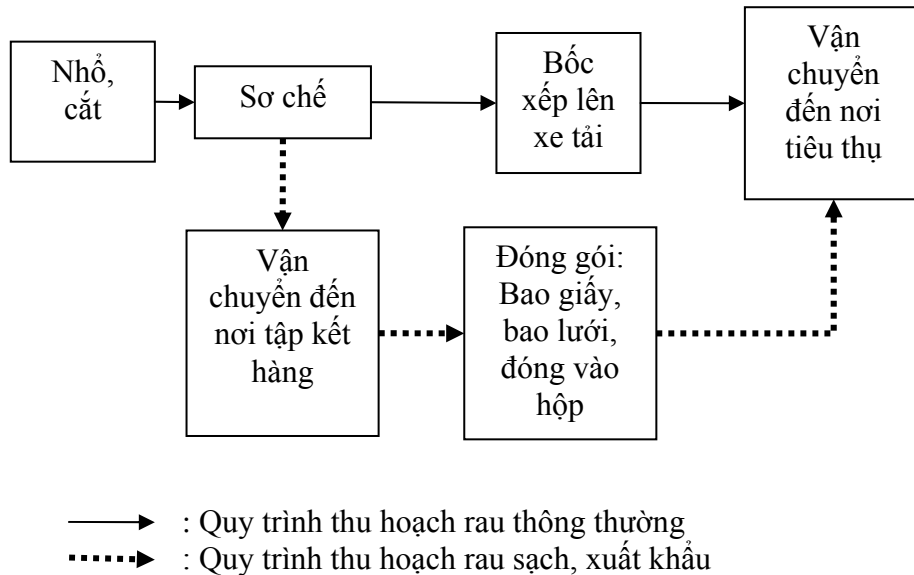 Nhổ,
cắt
Sơ chế
Bốc
xếp lên
xe tải
Vận
chuyển
đến nơi
tiêu thụ
Vận
chuyển đến
nơi tập kết
hàng
Đóng gói:
Bao giấy,
bao lưới,
đóng vào
hộp
: Quy trình thu hoạch rau thông thường
: Quy trình thu hoạch rau sạch, xuất khẩu